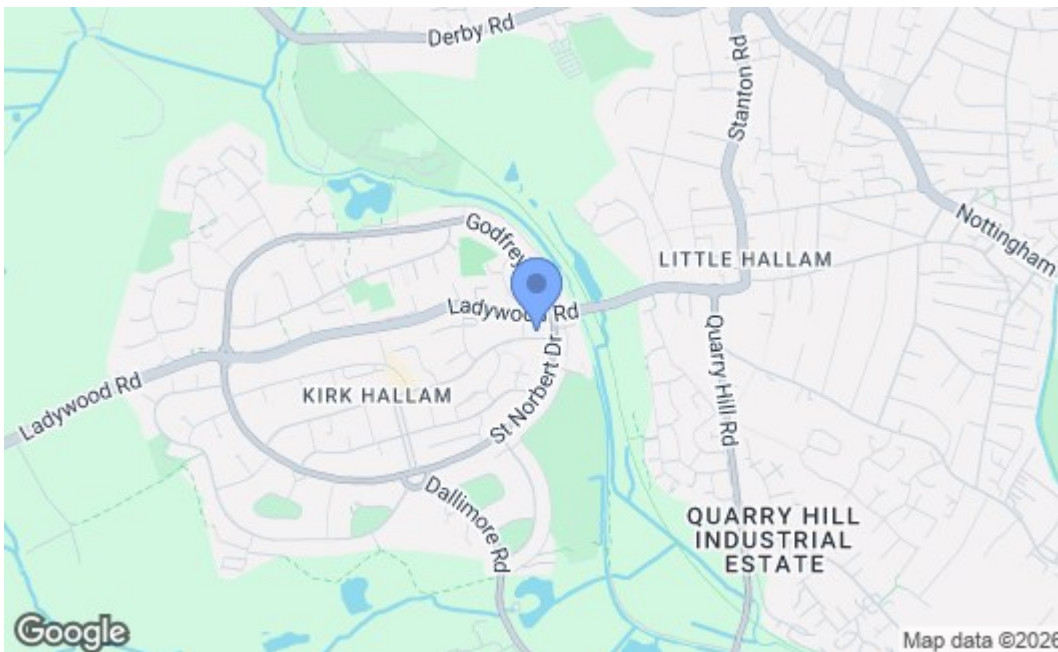 Derby Rd
Stanton Rd
Nottingham
Godfrey
LITTLE HALLAM
Ladywood Rd
Quarry Hill Rd
St Norbert Dr
KIRK HALLAM
Ladywood Rd
Dallimore Rd
QUARRY HILL
INDUSTRIAL
ESTATE
Google
Map data ©2026